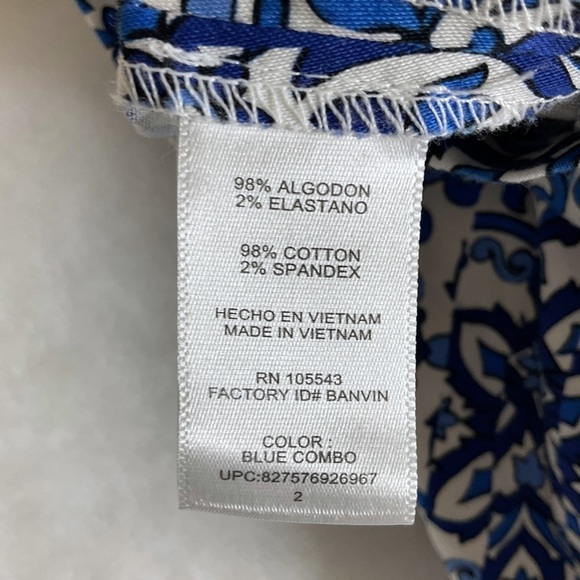 98% ALGODON
2% ELASTANO
98% COTTON
2% SPANDEX
HECHO EN VIETNAM
MADE IN VIETNAM
RN 105543
FACTORY ID# BANVIN
COLOR :
BLUE COMBO
UPC:827576926967
2